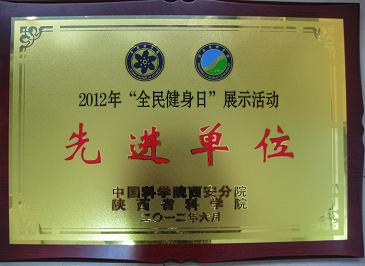 2012年“全民健身日”展示活动
先进单位
中国科学院西安分院
陕西省科学院
二〇一二年八月